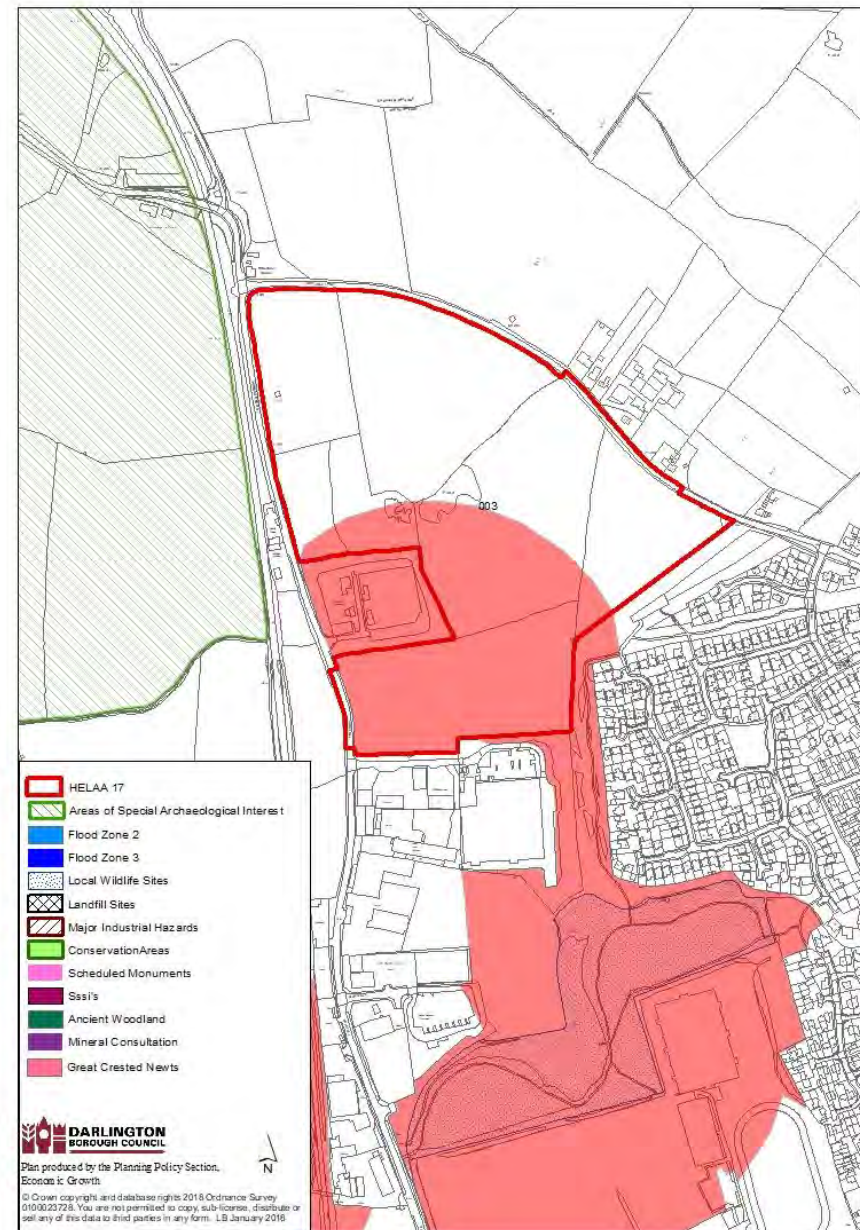 003
HELAA 17
Areas of Special Archaeological Interest
Flood Zone 2
Flood Zone 3
Local Wildlife Sites
Landfill Sites
Major Industrial Hazards
ConservationAreas
Scheduled Monuments
Sssi's
Ancient Woodland
Mineral Consultation
Great Crested Newts
DARLINGTON
BOROUGH COUNCIL
Plan produced by the Planning Policy Section,
Economic Growth
N
© Crown copyright and database rights 2018 Ordnance Survey
0100023728. You are not permitted to copy, sub-license, distribute or
sell any of this data to third parties in any form. LB January 2018